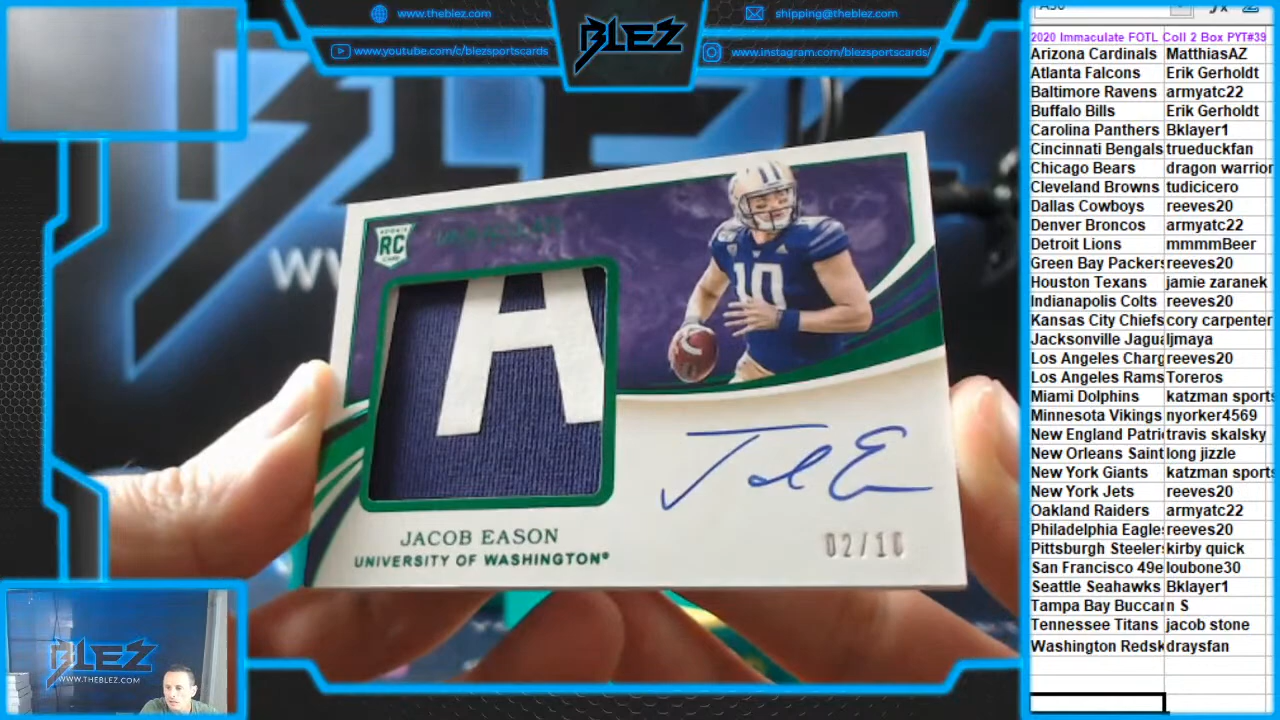 www.theblez.com
www.youtube.com/c/blezsportscards
BLEZ
shipping@theblez.com
www.instagram.com/blezsportscards/
2020 Immaculate FOTL Coll 2 Box PYT#39
Arizona Cardinals MatthiasAZ
Atlanta Falcons Erik Gerholdt
Baltimore Ravens armyatc22
Buffalo Bills Erik Gerholdt
Carolina Panthers Bklayer1
Cincinnati Bengals trueduckfan
Chicago Bears dragon warrior
Cleveland Browns tudicicero
Dallas Cowboys reeves20
Denver Broncos armyatc22
Detroit Lions mmmmBeer
Green Bay Packers reeves20
Houston Texans jamie zaranek
Indianapolis Colts reeves20
Kansas City Chiefs cory carpenter
Jacksonville Jagua ljmaya
Los Angeles Charg reeves20
Los Angeles Rams Toreros
Miami Dolphins katzman sports
Minnesota Vikings nyorker4569
New England Patri travis skalsky
New Orleans Saint long jizzle
New York Giants katzman sports
New York Jets reeves20
Oakland Raiders armyatc22
Philadelphia Eagles reeves20
Pittsburgh Steelers kirby quick
San Francisco 49e loubone30
Seattle Seahawks Bklayer1
Tampa Bay Buccan S
Tennessee Titans jacob stone
Washington Redsk draysfan
BLEZ
WW
RC
10
A
JACOB EASON
UNIVERSITY OF WASHINGTON®
02/10
BLEZ
WWW.THEBLEZ.COM